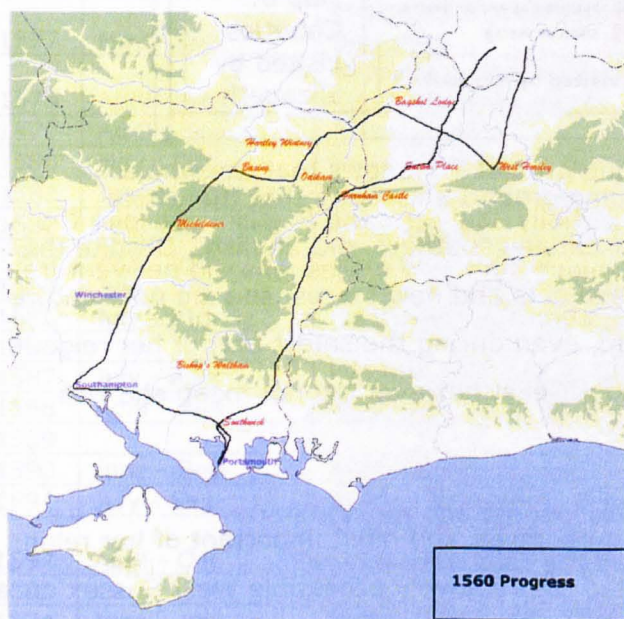 Bagshot Lodge
Hartley Wintney
Basing
Odiham
Sutton Place
West Horsley
Farnham Castle
Micheldever
Winchester
Bishop's Waltham
Southampton
Southwick
Portsmouth
1560 Progress